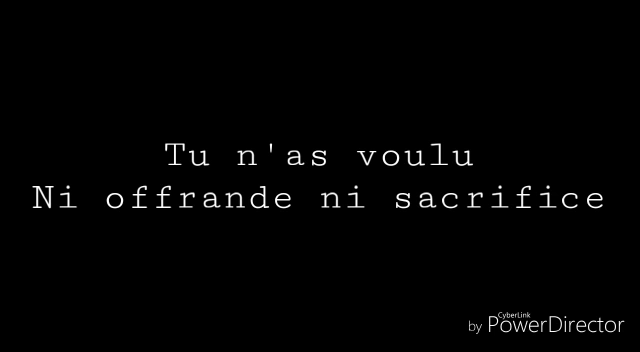 Tu n'as voulu
Ni offrande ni sacrifice
CyberLink
by PowerDirector